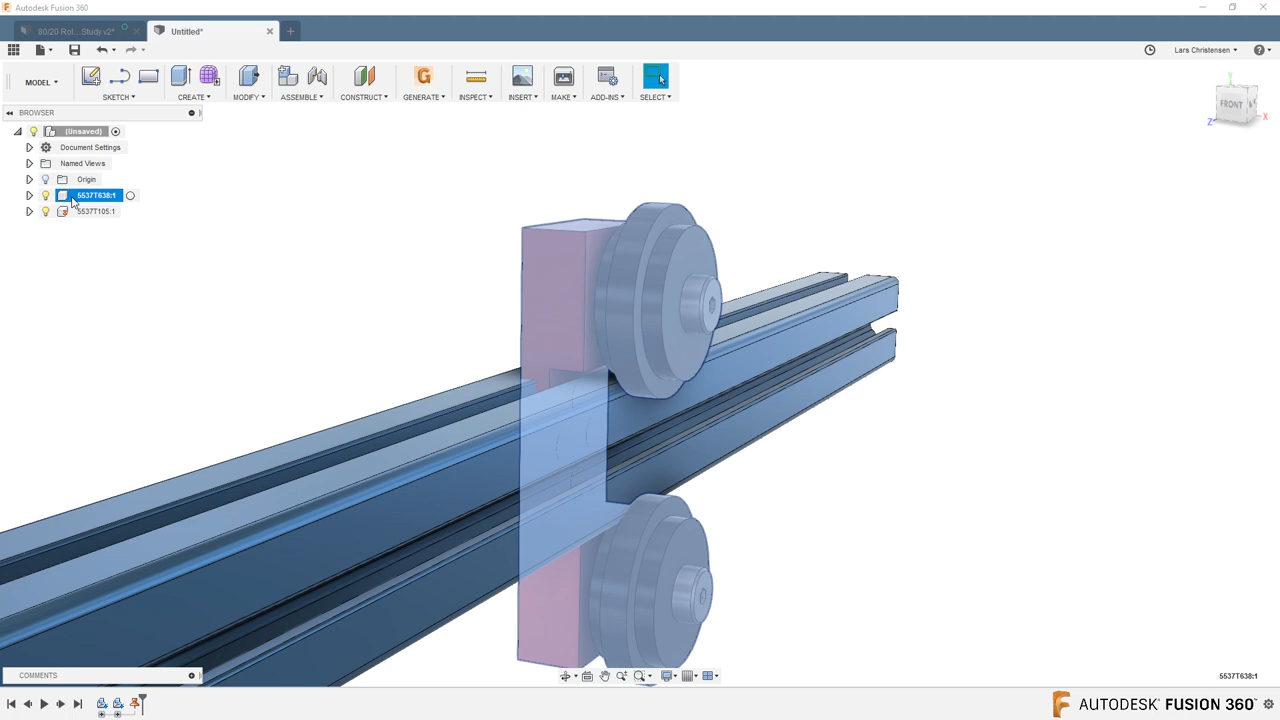 Autodesk Fusion 360
80/20 Rol...Study v2*
Untitled*
Lars Christensen
MODEL
SKETCH
CREATE
MODIFY
ASSEMBLE
CONSTRUCT
GENERATE
INSPECT
INSERT
MAKE
ADD-INS
SELECT
BROWSER
(Unsaved)
Document Settings
Named Views
Origin
5537T638:1
5537T105:1
Y
FRONT
Z
X
COMMENTS
5537T638:1
AUTODESK® FUSION 360™